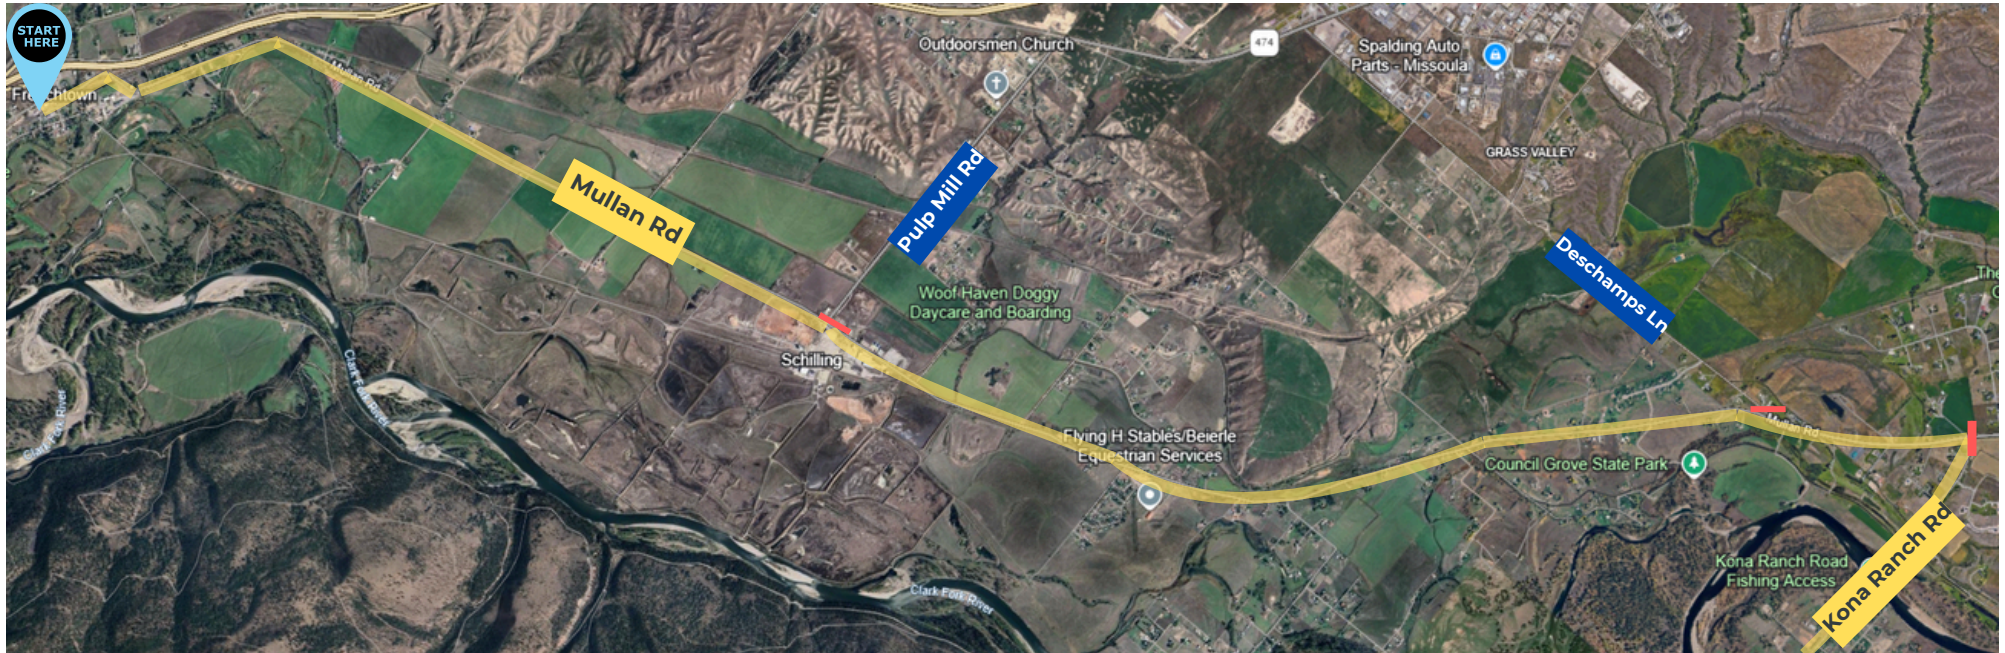 START
HERE
Frenchtown
Mullan Rd
Mullan Rd
Outdoorsmen Church
474
Spalding Auto
Parts - Missoula
GRASS VALLEY
Pulp Mill Rd
Deschamps Ln
Woof Haven Doggy
Daycare and Boarding
Schilling
Flying H Stables/Beierle
Equestrian Services
Mullan Rd
Council Grove State Park
Kona Ranch Road
Fishing Access
Kona Ranch Rd
Clark Fork River
Clark Fork River
Clark Fork River
The